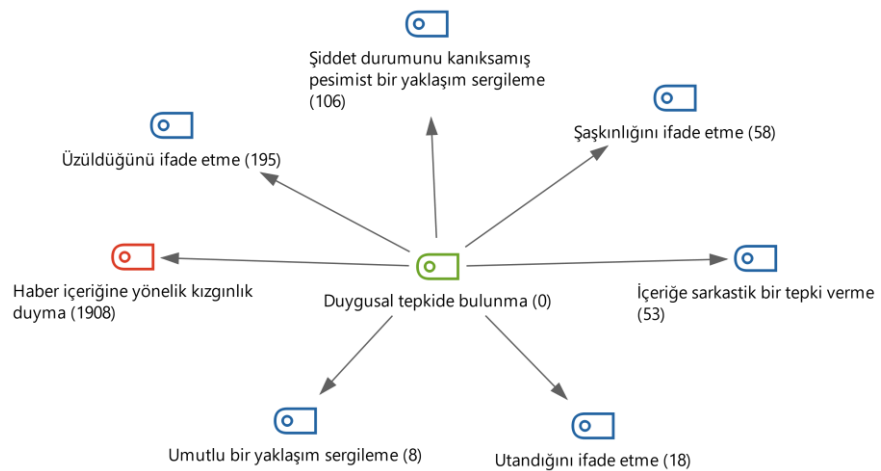 Şiddet durumunu kanıksamış
pesimist bir yaklaşım sergileme
(106)
Şaşkınlığını ifade etme (58)
Üzüldüğünü ifade etme (195)
Haber içeriğine yönelik kızgınlık
duyma (1908)
Duygusal tepkide bulunma (0)
İçeriğe sarkastik bir tepki verme
(53)
Umutlu bir yaklaşım sergileme (8)
Utandığını ifade etme (18)